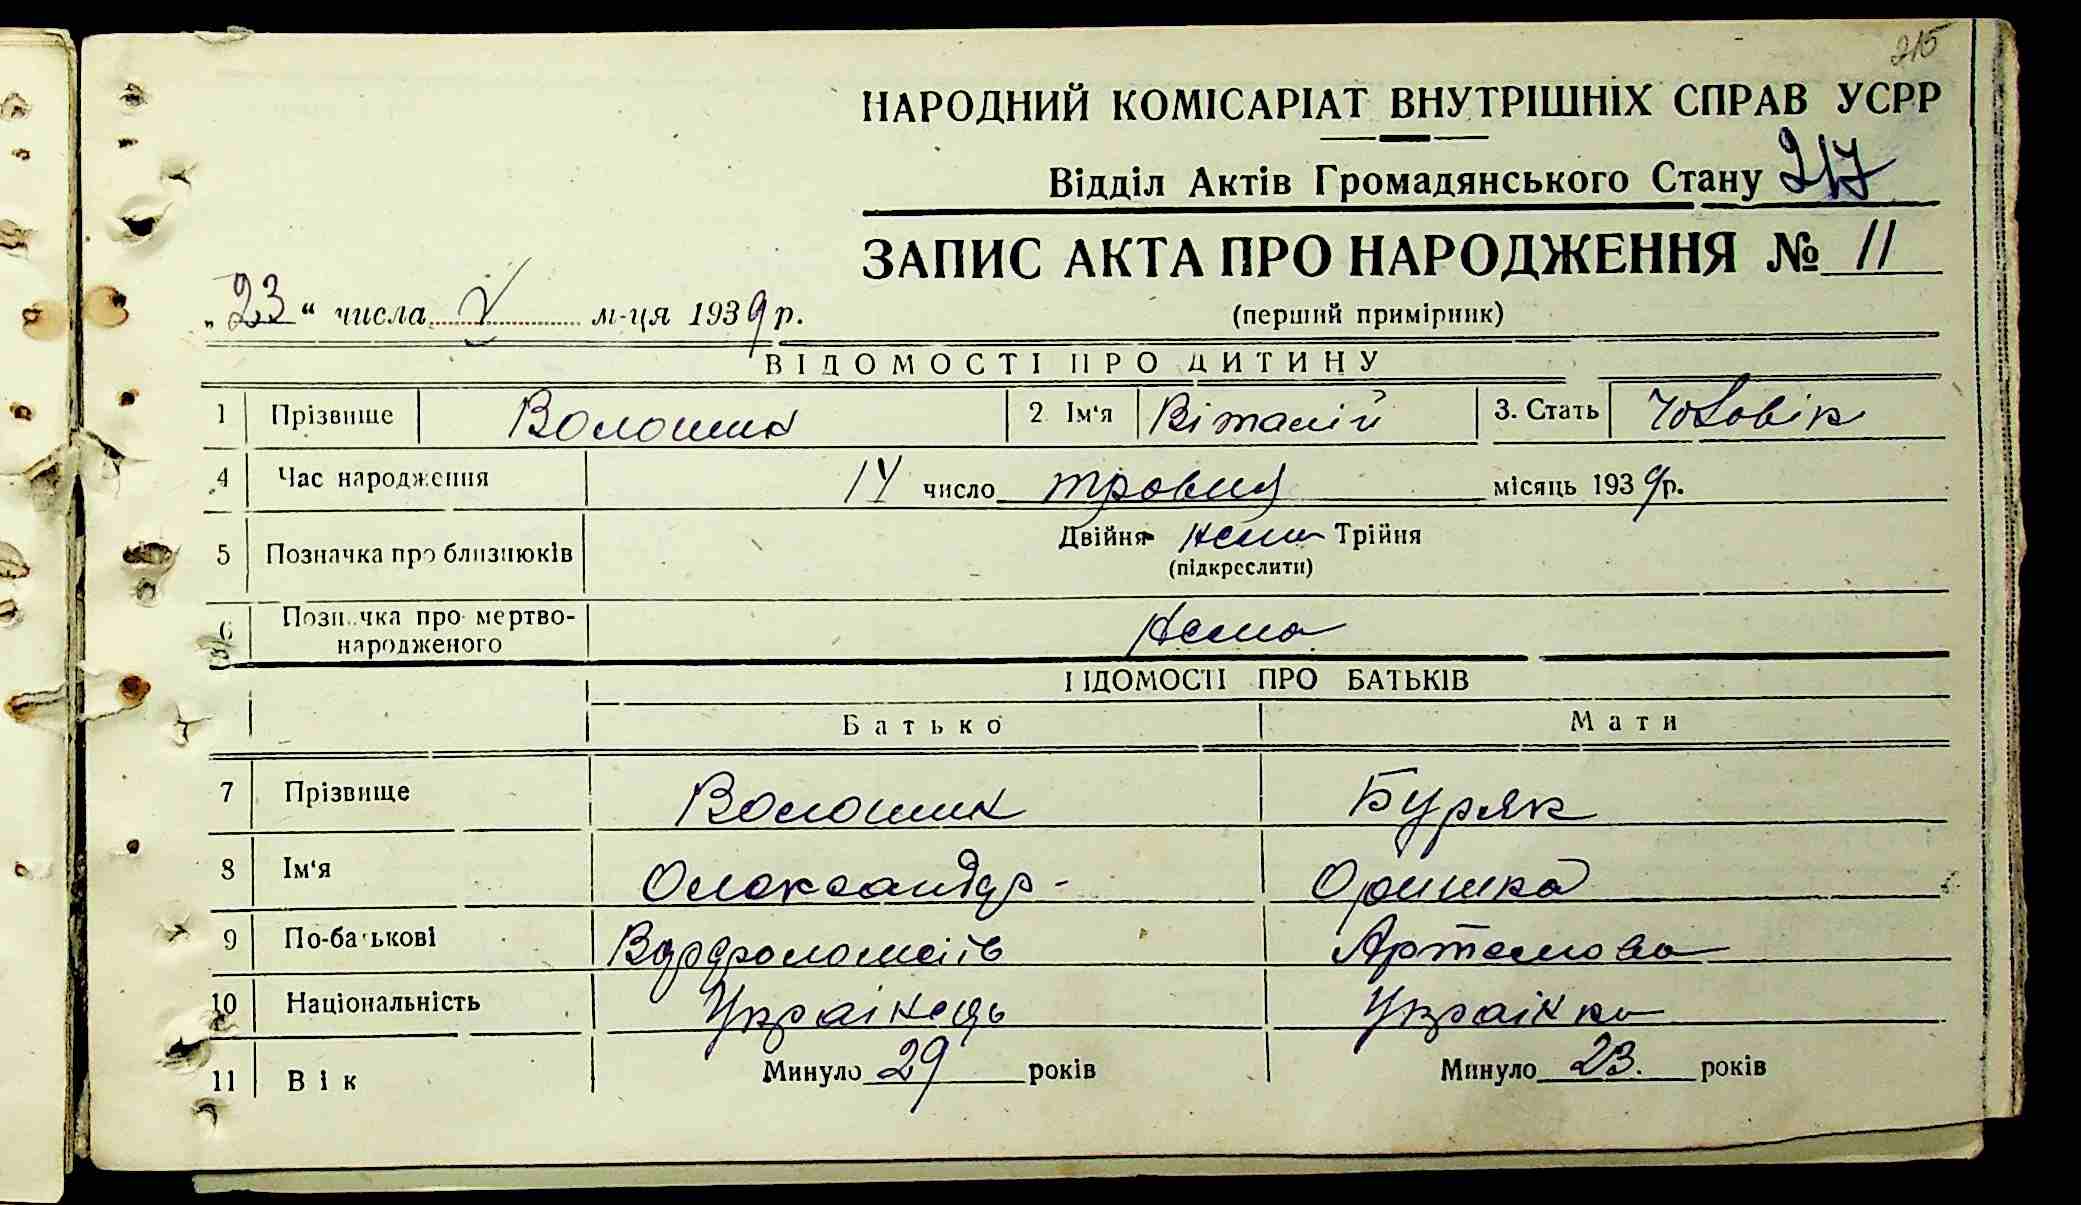 215
НАРОДНИЙ КОМІСАРІАТ ВНУТРІШНІХ СПРАВ УСРР
Відділ Актів Громадянського Стану 217
ЗАПИС АКТА ПРО НАРОДЖЕННЯ № 11
„23“ числа V м-ця 1939 р.
(перший примірник)
ВІДОМОСТІ ПРО ДИТИНУ
1 Прізвище Волошин 2 Ім'я Віталій 3. Стать Чоловік
4 Час народження 14 число травня місяць 1939 р.
5 Позначка про близнюків Двійня нема Трійня
(підкреслити)
6 Позн чка про мертво-
народженого нема
ІДОМОСТІ ПРО БАТЬКІВ
Батько Мати
7 Прізвище Волошин Буряк
8 Ім'я Олександр - Оришка
9 По-батькові Варфоломеїв Артемова
10 Національність Українець Українка
11 Вік Минуло 29 років Минуло 23. років